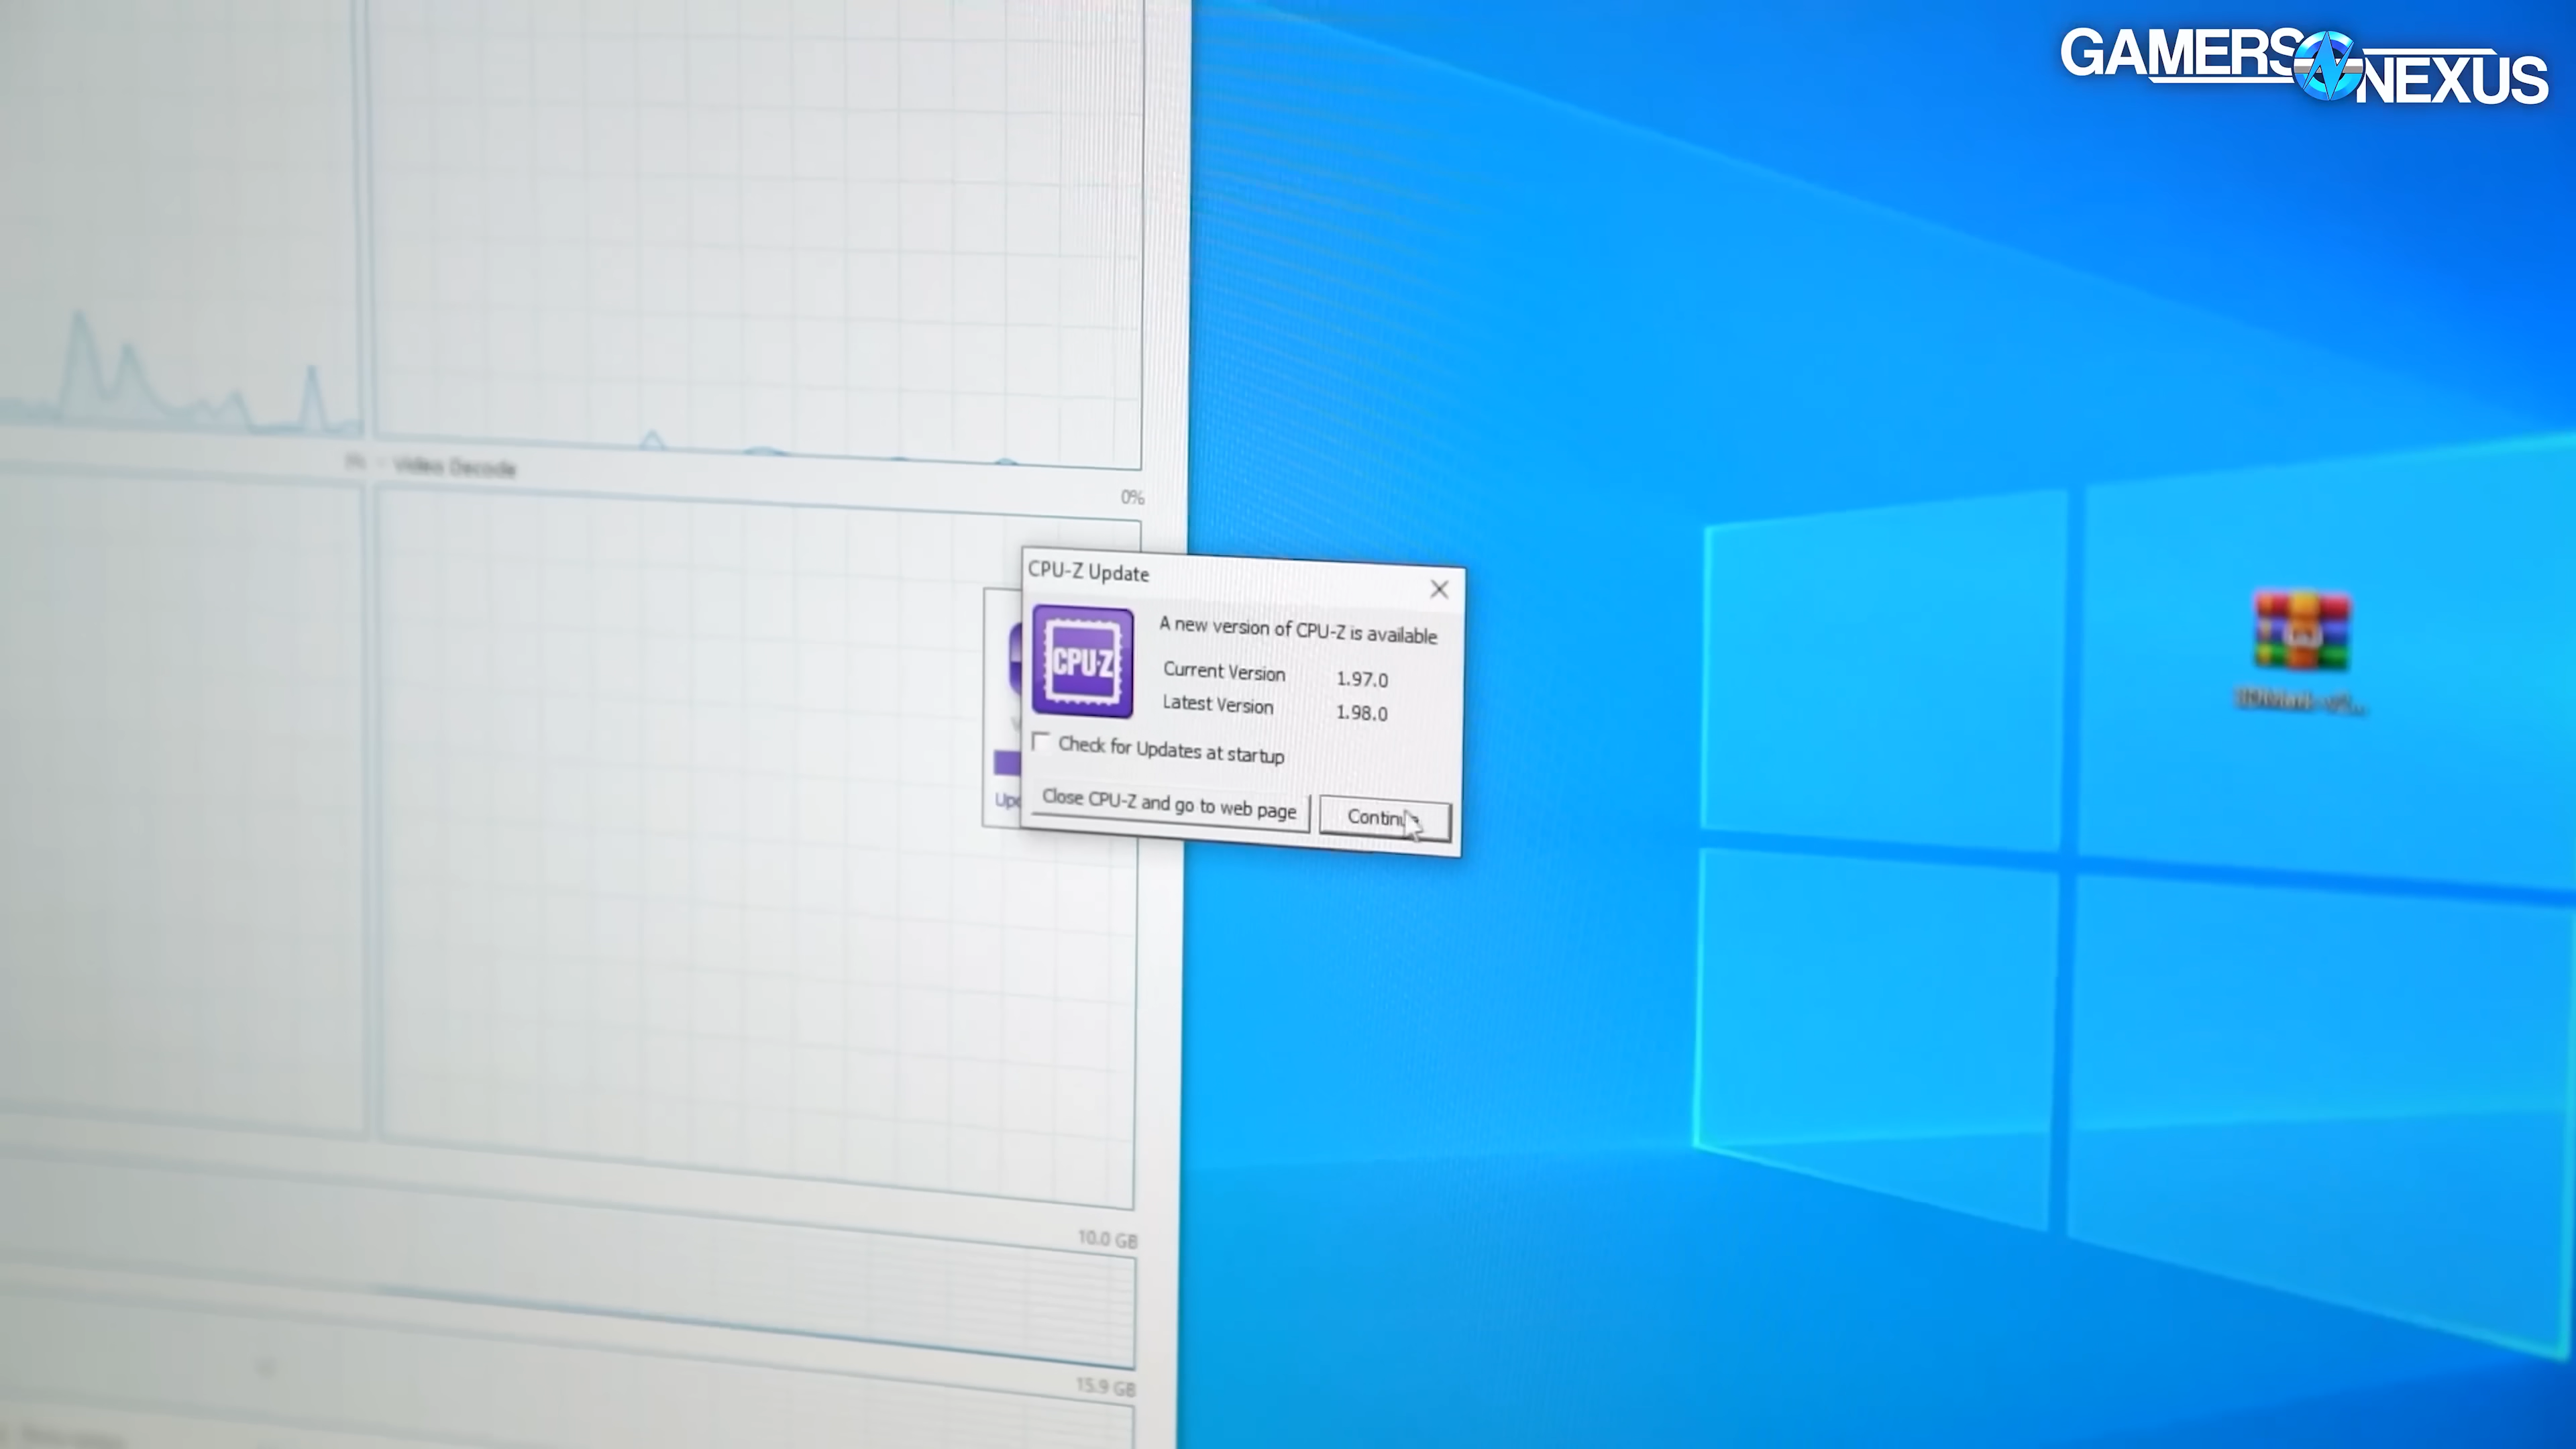 GAMERS NEXUS
Video Decode
0%
CPU-Z Update
CPU-Z
A new version of CPU-Z is available
Current Version 1.97.0
Latest Version 1.98.0
Check for Updates at startup
Close CPU-Z and go to web page
Continue
10.0 GB
15.9 GB